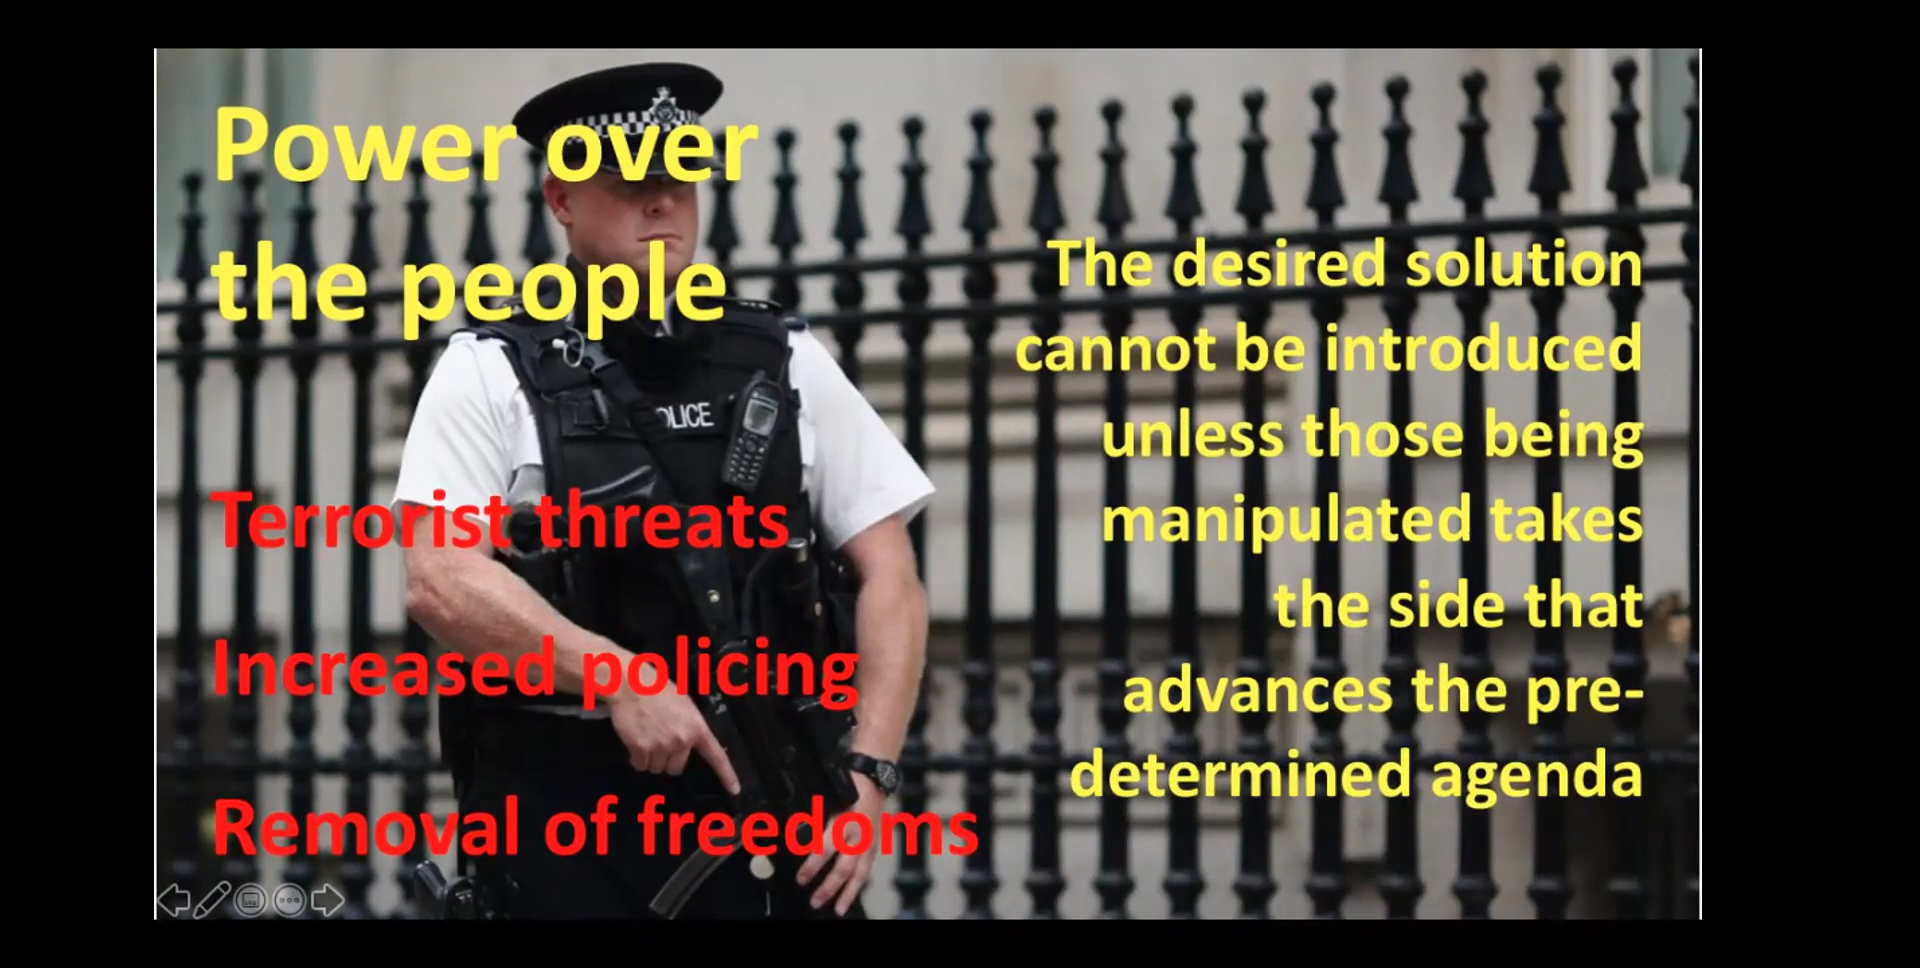 Power over
the people
Terrorist threats
Increased policing
Removal of freedoms
The desired solution
cannot be introduced
unless those being
manipulated takes
the side that
advances the pre-
determined agenda
OLICE